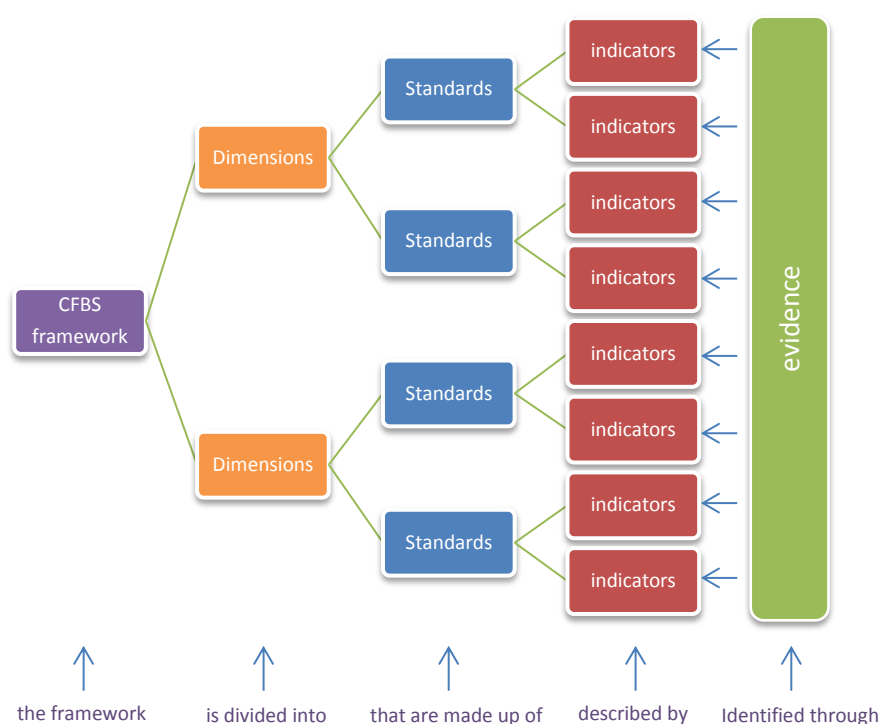 indicators
Standards
indicators
Dimensions
indicators
Standards
indicators
CFBS
framework
indicators
Standards
indicators
Dimensions
indicators
Standards
indicators
evidence
the framework
is divided into
that are made up of
described by
Identified through